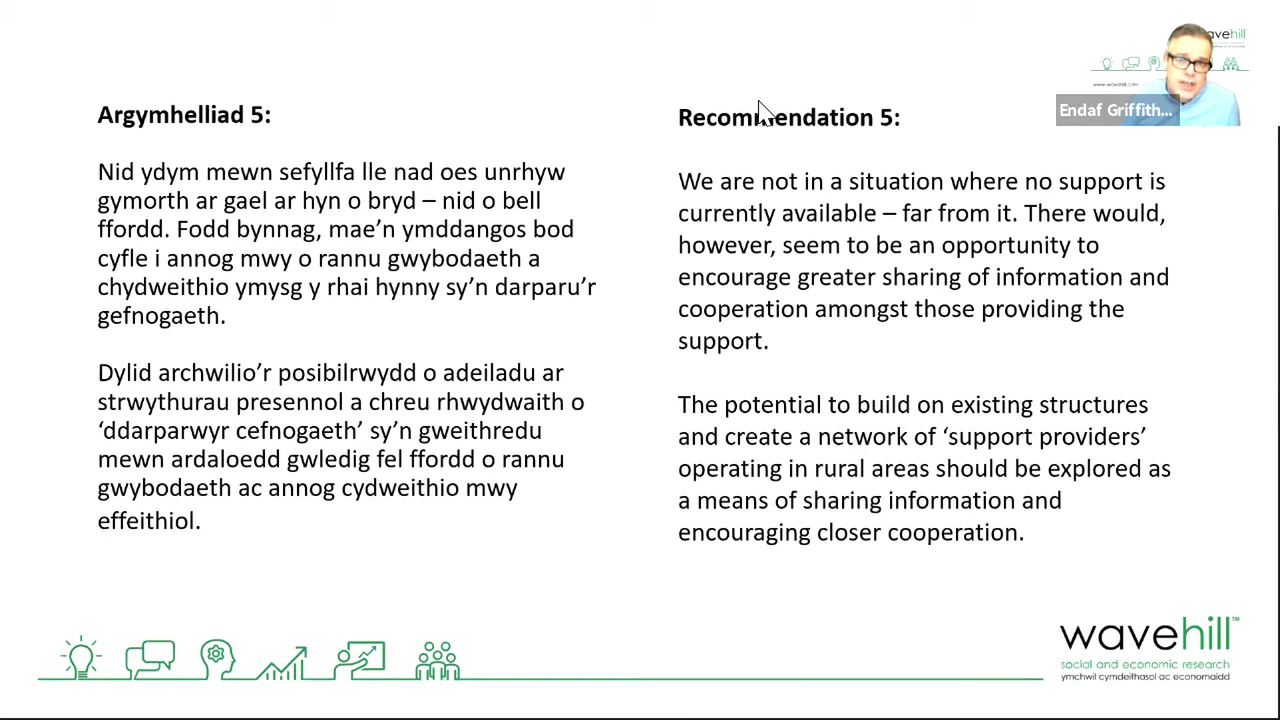 avehill
www.wavehill.com
Endaf Griffith...
Argymhelliad 5:
Nid ydym mewn sefyllfa lle nad oes unrhyw
gymorth ar gael ar hyn o bryd – nid o bell
ffordd. Fodd bynnag, mae’n ymddangos bod
cyfle i annog mwy o rannu gwybodaeth a
chydweithio ymysg y rhai hynny sy’n darparu’r
gefnogaeth.
Dylid archwilio’r posibilrwydd o adeiladu ar
strwythurau presennol a chreu rhwydwaith o
‘ddarparwyr cefnogaeth’ sy’n gweithredu
mewn ardaloedd gwledig fel ffordd o rannu
gwybodaeth ac annog cydweithio mwy
effeithiol.
Recommendation 5:
We are not in a situation where no support is
currently available – far from it. There would,
however, seem to be an opportunity to
encourage greater sharing of information and
cooperation amongst those providing the
support.
The potential to build on existing structures
and create a network of ‘support providers’
operating in rural areas should be explored as
a means of sharing information and
encouraging closer cooperation.
wavehill™
social and economic research
ymchwil cymdeithasol ac economaidd